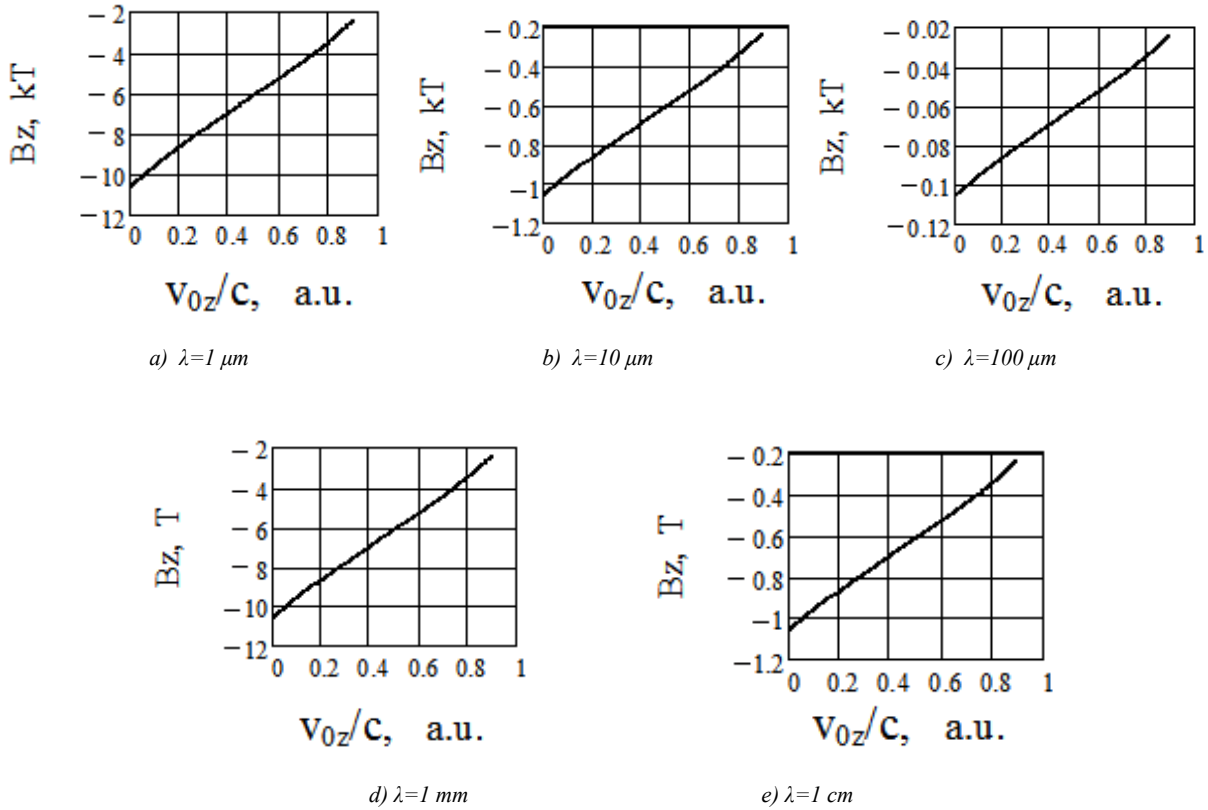 Bz, kT
− 2
− 4
− 6
− 8
−10
−12
0 0.2 0.4 0.6 0.8 1
v0z/c, a.u.
a) λ=1 μm
Bz, kT
− 0.2
− 0.4
− 0.6
− 0.8
−1
−1.2
0 0.2 0.4 0.6 0.8 1
v0z/c, a.u.
b) λ=10 μm
Bz, kT
− 0.02
−0.04
−0.06
−0.08
−0.1
−0.12
0 0.2 0.4 0.6 0.8 1
v0z/c, a.u.
c) λ=100 μm
Bz, T
− 2
− 4
− 6
− 8
−10
−12
0 0.2 0.4 0.6 0.8 1
v0z/c, a.u.
d) λ=1 mm
Bz, T
− 0.2
− 0.4
− 0.6
− 0.8
−1
−1.2
0 0.2 0.4 0.6 0.8 1
v0z/c, a.u.
e) λ=1 cm